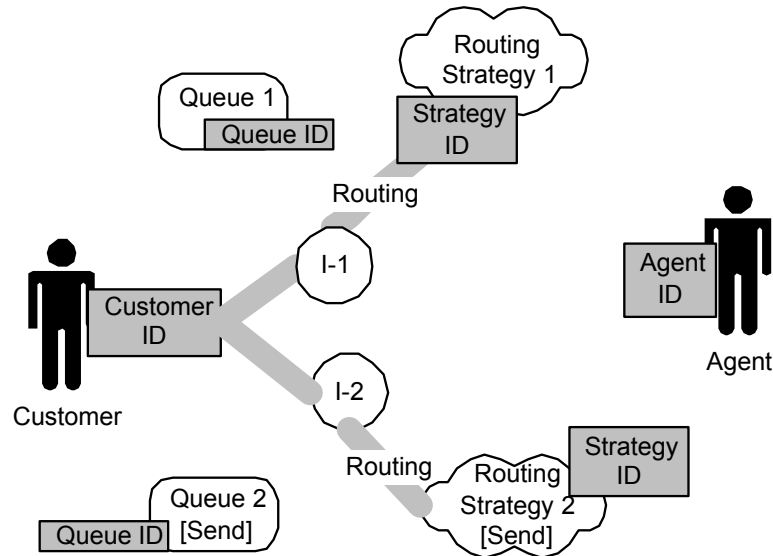 Routing
Strategy 1
Queue 1
Queue ID
Strategy
ID
Routing
I-1
Agent
ID
Customer
ID
Agent
I-2
Customer
Routing
Strategy
ID
Routing
Strategy 2
[Send]
Queue 2
[Send]
Queue ID